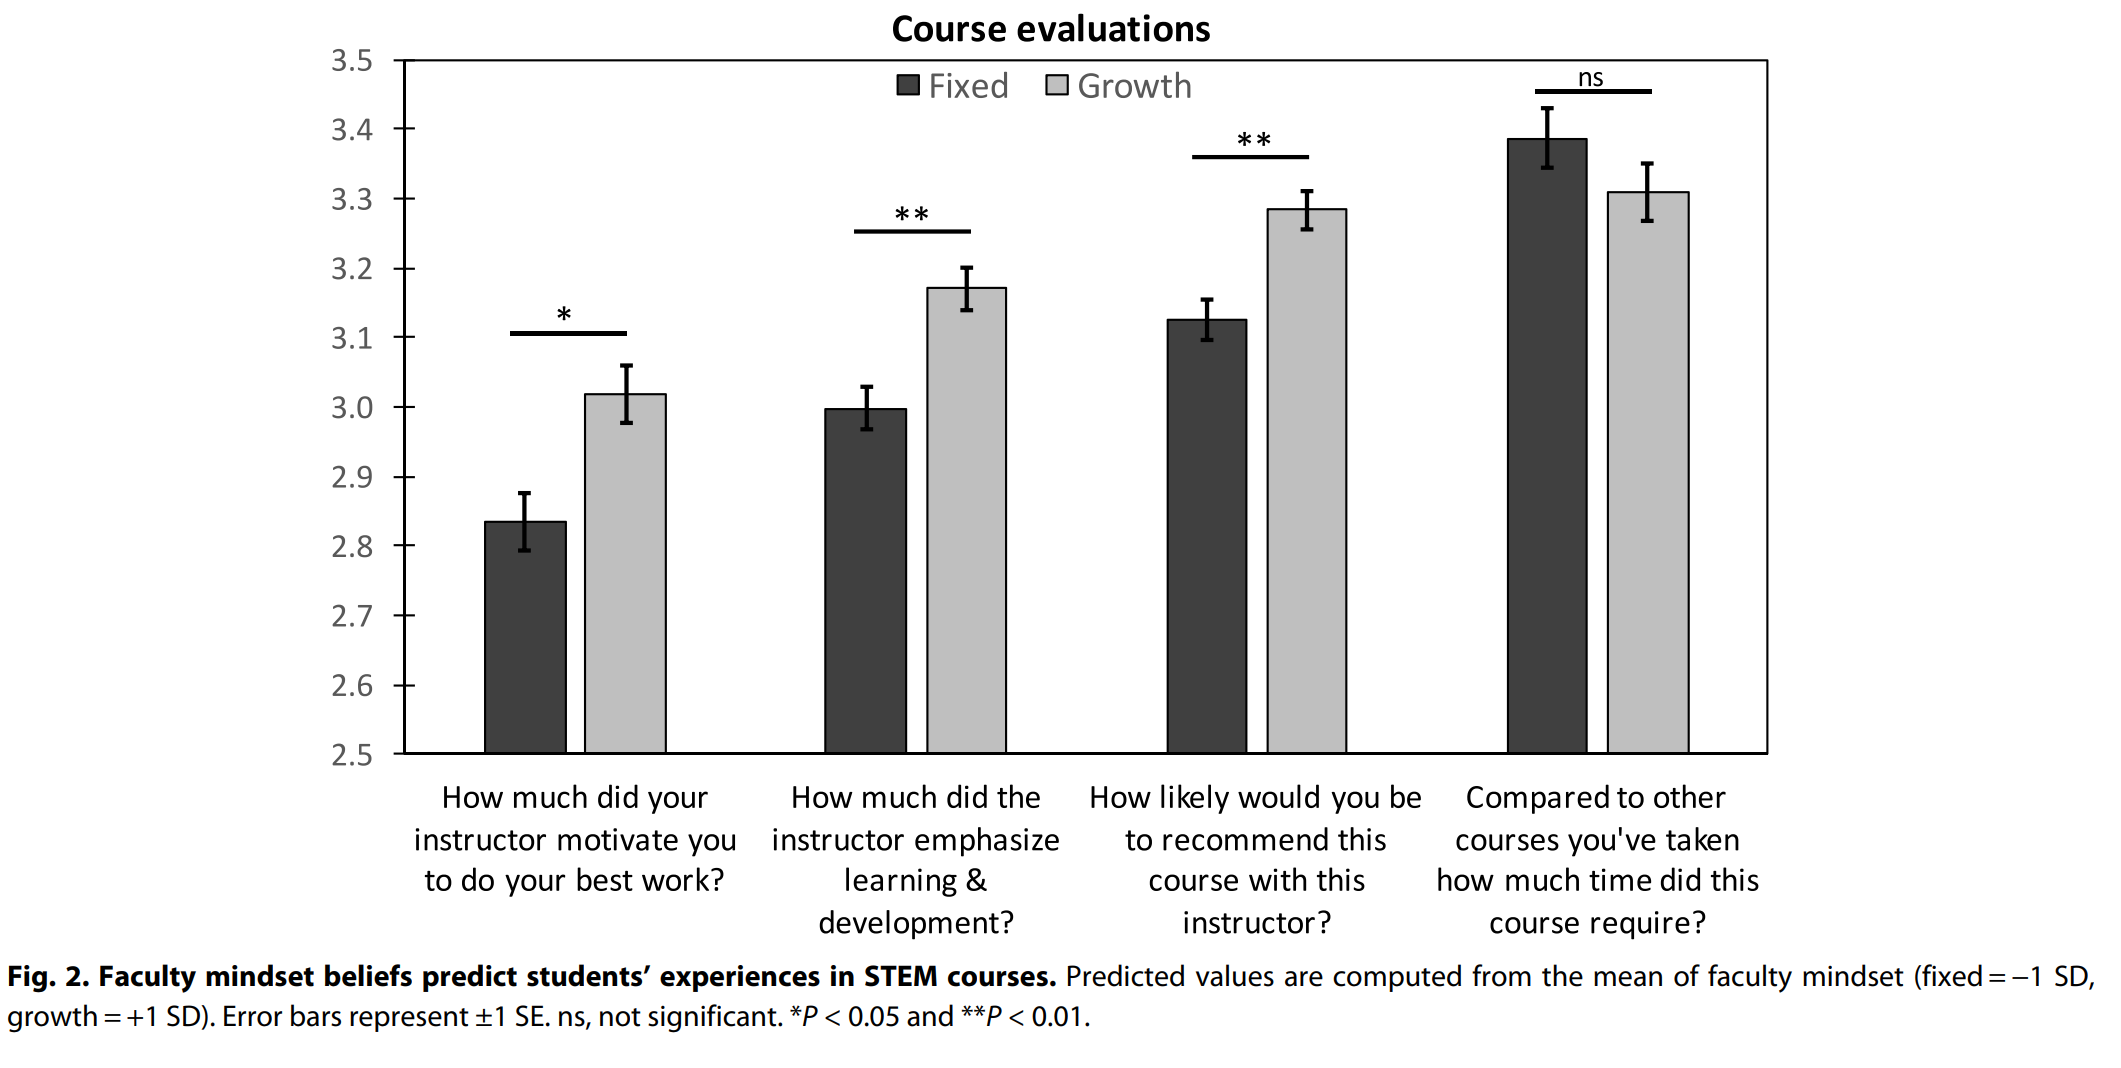 Course evaluations
Fixed Growth
3.5
3.4
3.3
3.2
3.1
3.0
2.9
2.8
2.7
2.6
2.5
*
**
**
ns
How much did your
instructor motivate you
to do your best work?
How much did the
instructor emphasize
learning &
development?
How likely would you be
to recommend this
course with this
instructor?
Compared to other
courses you've taken
how much time did this
course require?
Fig. 2. Faculty mindset beliefs predict students’ experiences in STEM courses. Predicted values are computed from the mean of faculty mindset (fixed = −1 SD,
growth = +1 SD). Error bars represent ±1 SE. ns, not significant. *P < 0.05 and **P < 0.01.